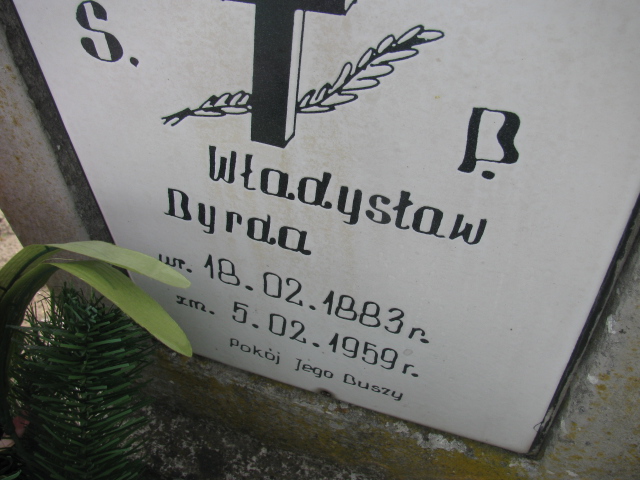 Ś. P.
Władysław
Byrda
ur. 18.02.1883 r.
zm. 5.02.1959 r.
Pokój Jego Duszy